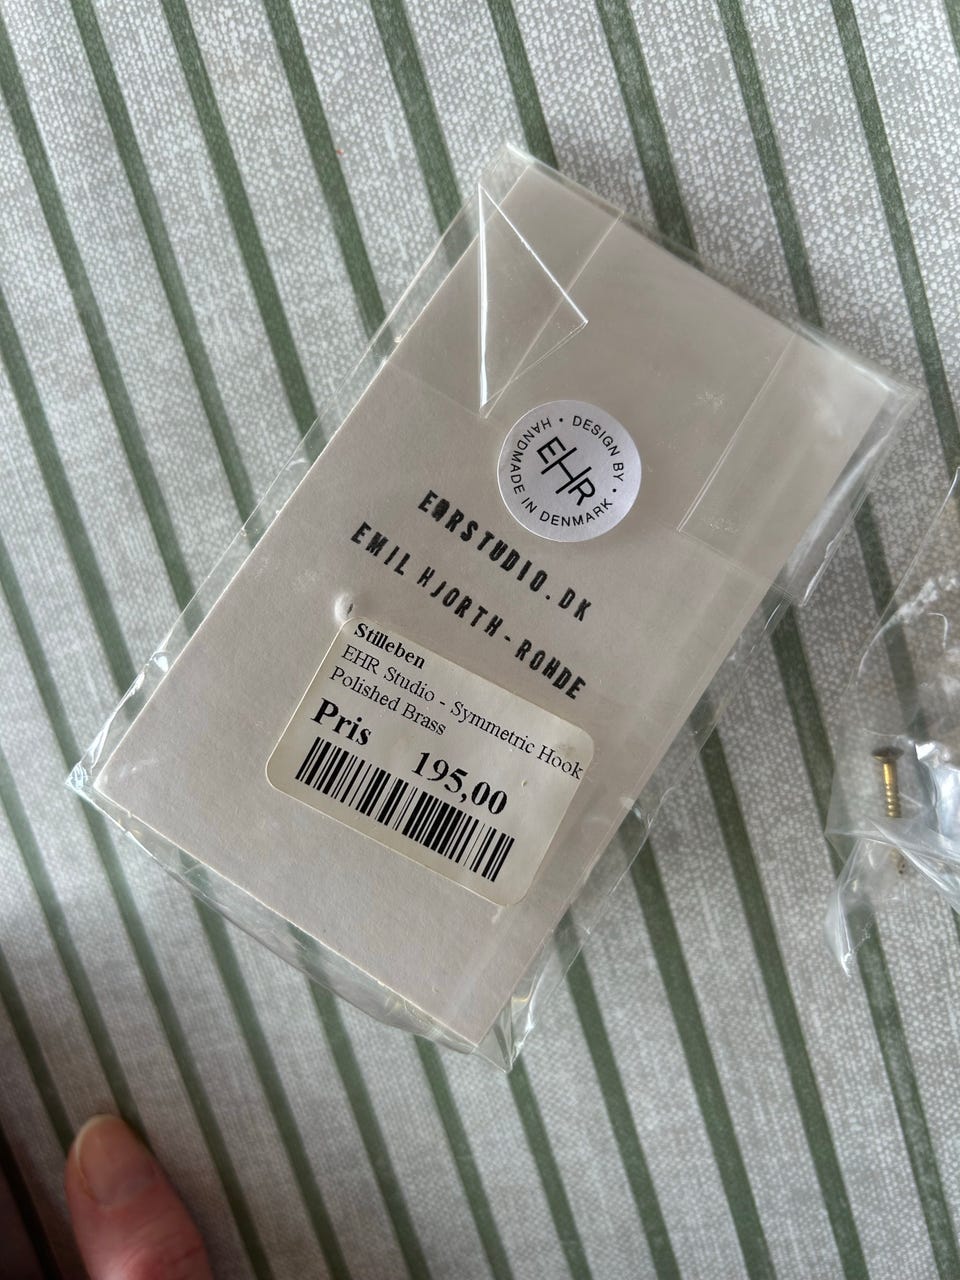 DESIGN BY •
HANDMADE IN DENMARK •
EHR
EHRSTUDIO.DK
EMIL HJORTH-ROHDE
Stilleben
EHR Studio - Symmetric Hook
Polished Brass
Pris 195,00